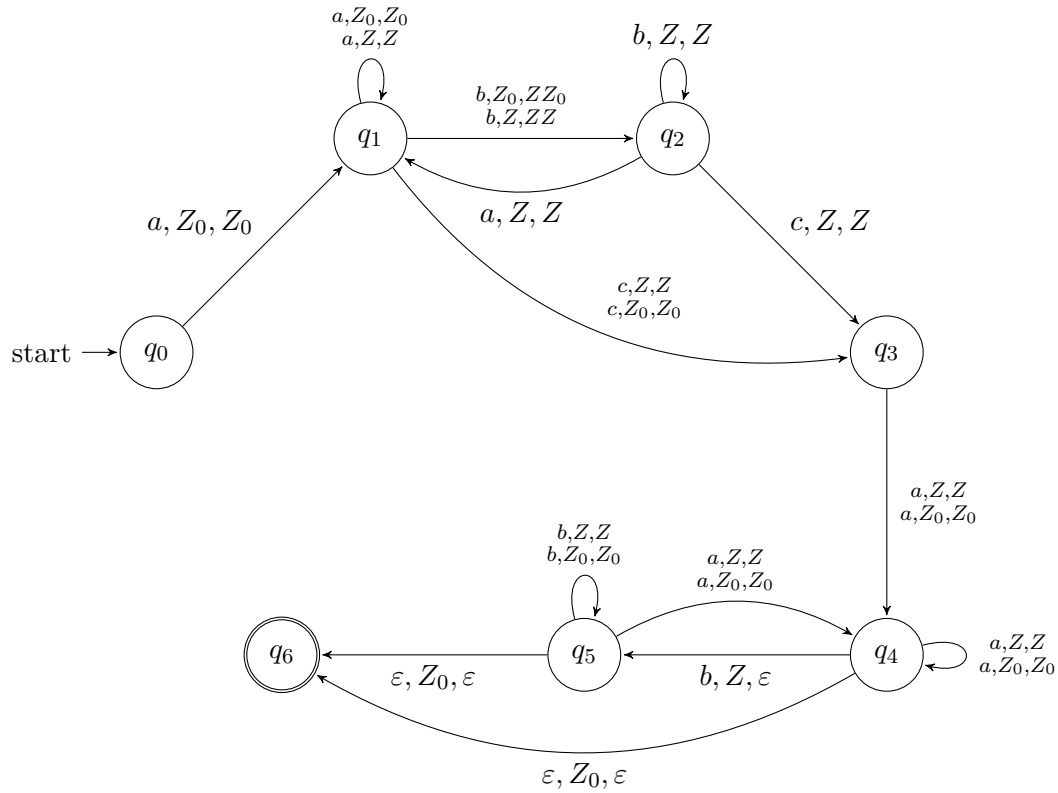 a,Z₀,Z₀
a,Z,Z
b, Z, Z
b,Z₀,ZZ₀
b,Z,ZZ
q₁
q₂
a, Z, Z
a, Z₀, Z₀
c, Z, Z
c,Z,Z
c,Z₀,Z₀
start
q₀
q₃
a,Z,Z
a,Z₀,Z₀
b,Z,Z
b,Z₀,Z₀
a,Z,Z
a,Z₀,Z₀
q₆
q₅
q₄
a,Z,Z
a,Z₀,Z₀
ε, Z₀, ε
b, Z, ε
ε, Z₀, ε